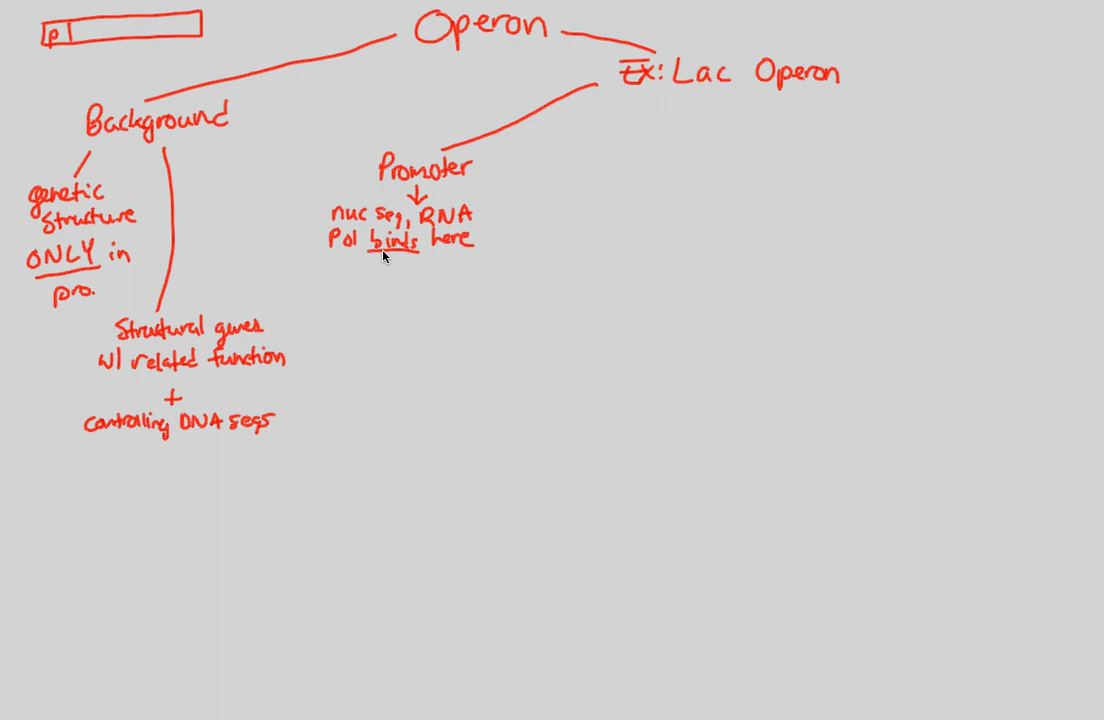 P
Operon
Ex: Lac Operon
Background
genetic
structure
ONLY in
pro.
Structural genes
w/ related function
+
controlling DNA seqs
Promoter
↓
nuc seq, RNA
Pol binds here